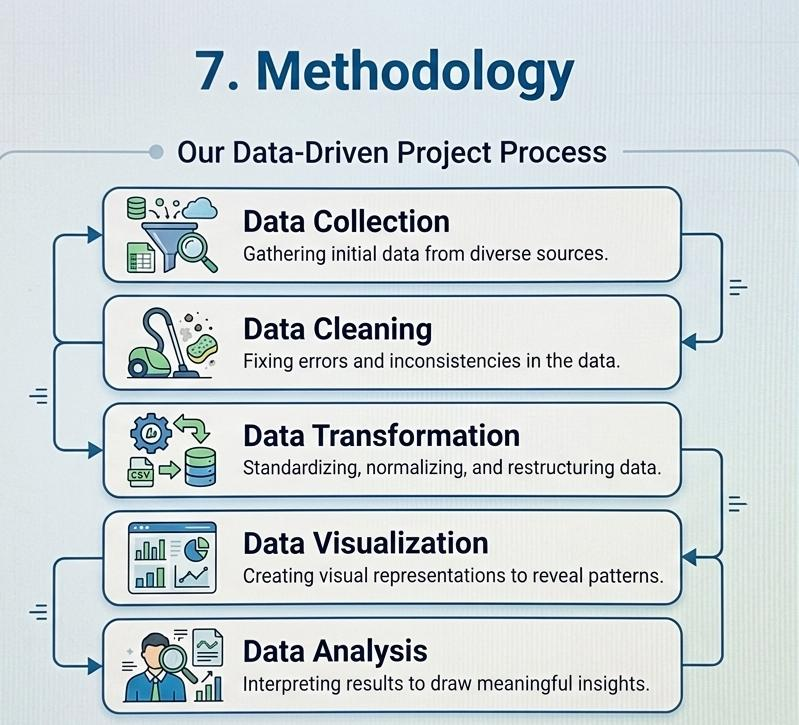 7. Methodology
Our Data-Driven Project Process
Data Collection
Gathering initial data from diverse sources.
Data Cleaning
Fixing errors and inconsistencies in the data.
Data Transformation
CSV
Standardizing, normalizing, and restructuring data.
Data Visualization
Creating visual representations to reveal patterns.
Data Analysis
Interpreting results to draw meaningful insights.